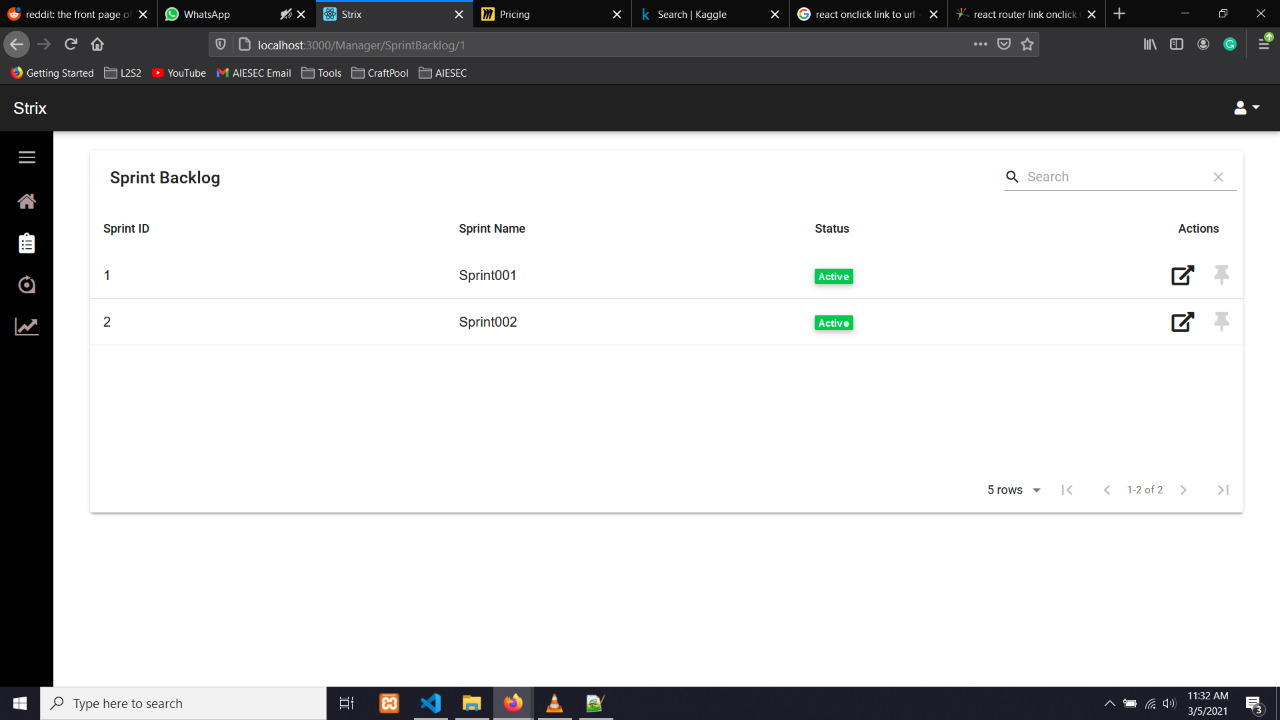 reddit: the front page of
WhatsApp
Strix
Pricing
Search | Kaggle
react onclick link to url
react router link onclick
localhost:3000/Manager/SprintBacklog/1
Getting Started
L2S2
YouTube
AIESEC Email
Tools
CraftPool
AIESEC
Strix
Sprint Backlog
Search
Sprint ID
Sprint Name
Status
Actions
1
Sprint001
Active
2
Sprint002
Active
5 rows
1-2 of 2
Type here to search
11:32 AM
3/5/2021
3